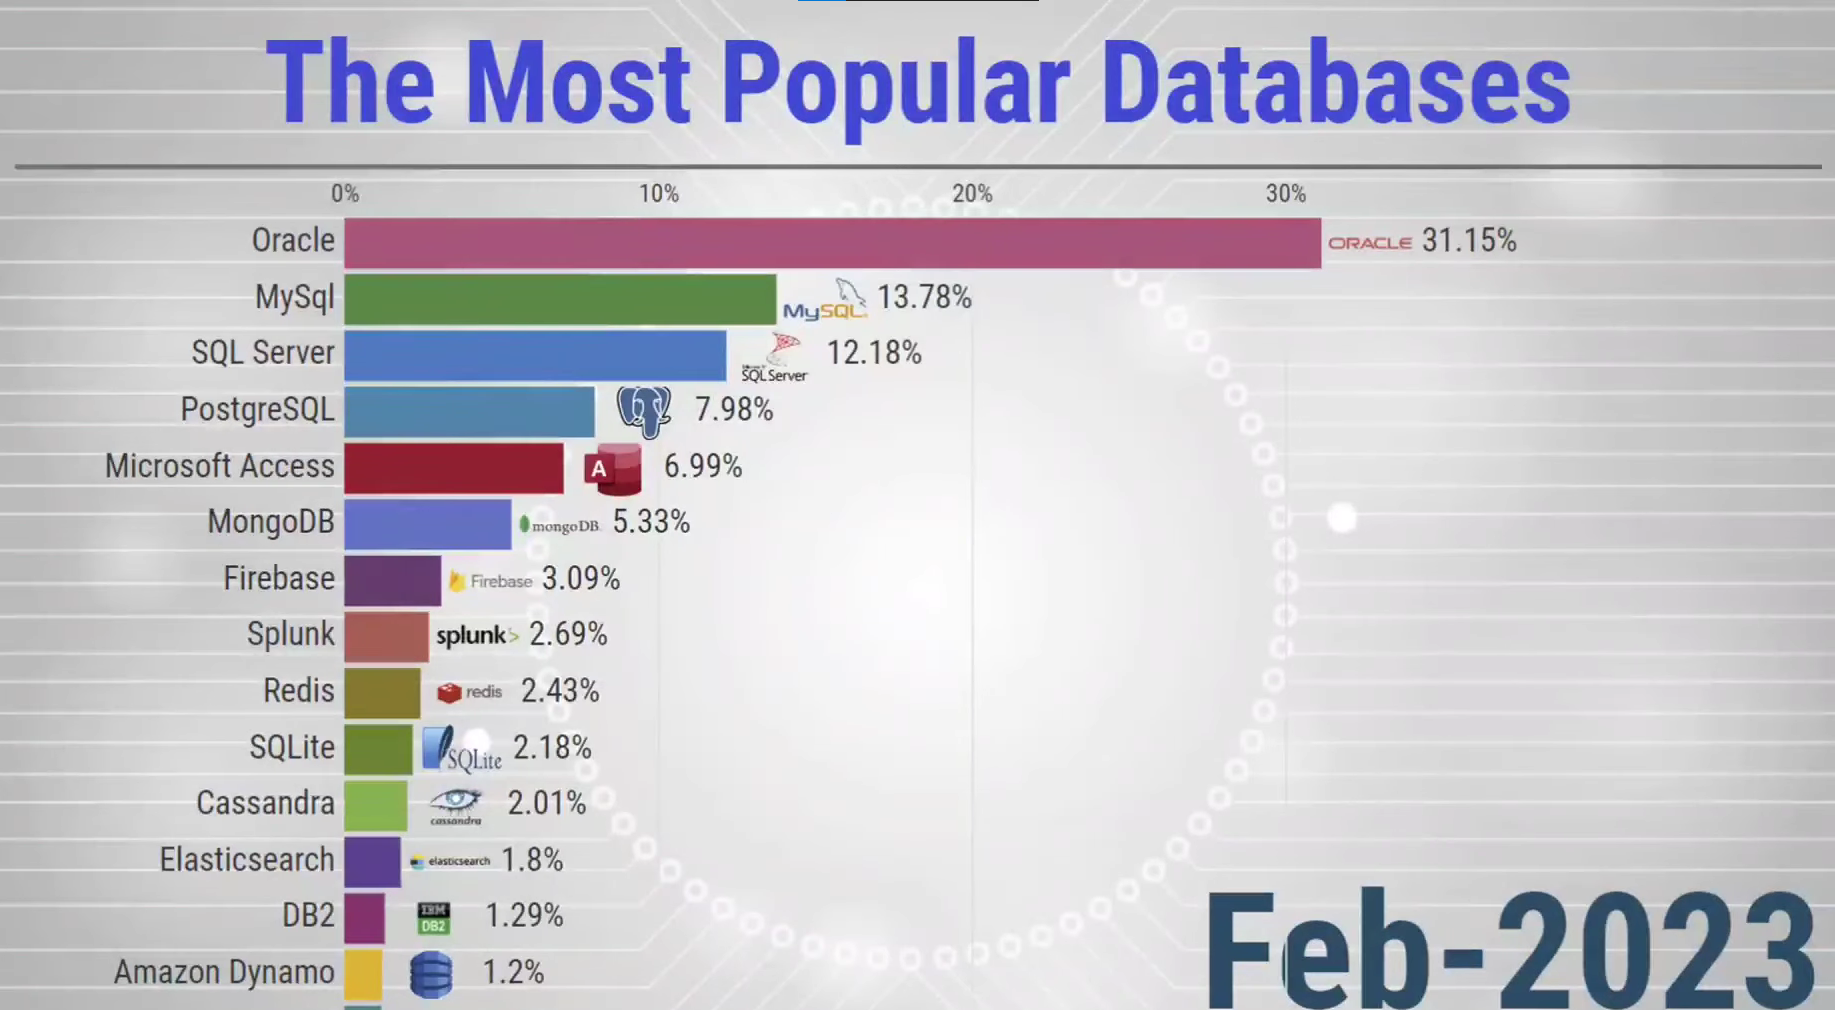 The Most Popular Databases
0% 10% 20% 30%
Oracle ORACLE 31.15%
MySql MySQL 13.78%
SQL Server SQL Server 12.18%
PostgreSQL 7.98%
Microsoft Access A 6.99%
MongoDB mongoDB 5.33%
Firebase Firebase 3.09%
Splunk splunk> 2.69%
Redis redis 2.43%
SQLite SQLite 2.18%
Cassandra cassandra 2.01%
Elasticsearch elasticsearch 1.8%
DB2 IBM DB2 1.29%
Amazon Dynamo 1.2%
Feb-2023